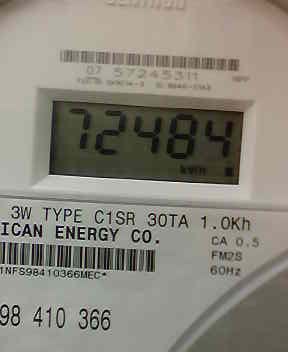 07 57245311
72484
kWh
3W TYPE C1SR 30TA 1.0Kh
ICAN ENERGY CO.
CA 0.5
FM2S
60Hz
1NFS98410366MEC*
98 410 366